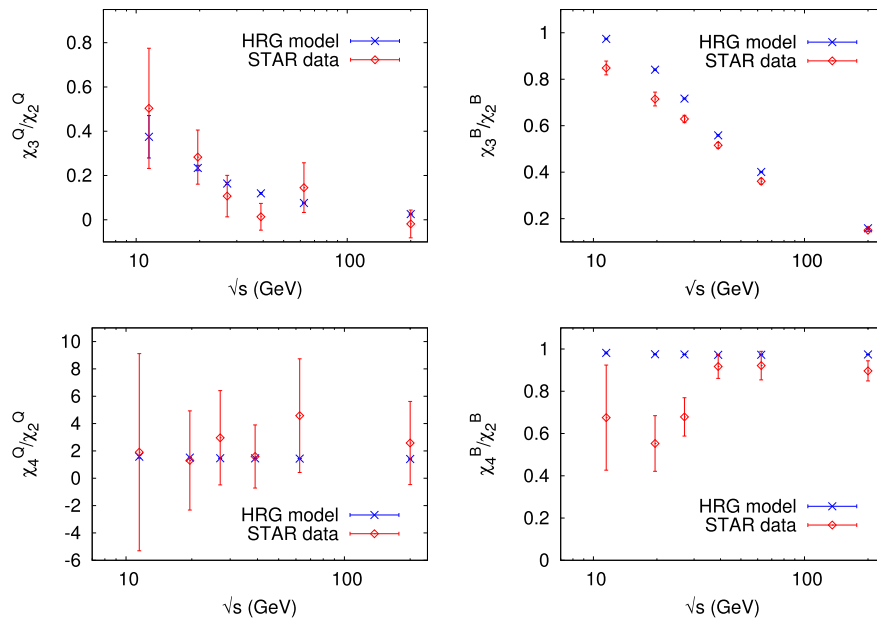 χ₃Q/χ₂Q
0.8
0.6
0.4
0.2
0
HRG model
STAR data
10
100
√s (GeV)
χ₃B/χ₂B
1
0.8
0.6
0.4
0.2
HRG model
STAR data
10
100
√s (GeV)
χ₄Q/χ₂Q
10
8
6
4
2
0
-2
-4
-6
HRG model
STAR data
10
100
√s (GeV)
χ₄B/χ₂B
1
0.8
0.6
0.4
0.2
0
HRG model
STAR data
10
100
√s (GeV)